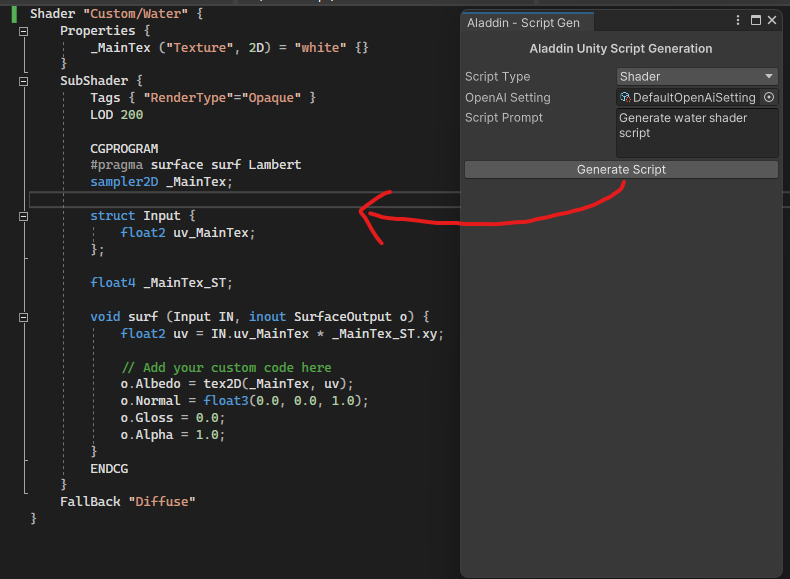 Shader "Custom/Water" {
Properties {
_MainTex ("Texture", 2D) = "white" {}
}
SubShader {
Tags { "RenderType"="Opaque" }
LOD 200
CGPROGRAM
#pragma surface surf Lambert
sampler2D _MainTex;
struct Input {
float2 uv_MainTex;
};
float4 _MainTex_ST;
void surf (Input IN, inout SurfaceOutput o) {
float2 uv = IN.uv_MainTex * _MainTex_ST.xy;
// Add your custom code here
o.Albedo = tex2D(_MainTex, uv);
o.Normal = float3(0.0, 0.0, 1.0);
o.Gloss = 0.0;
o.Alpha = 1.0;
}
ENDCG
}
FallBack "Diffuse"
}
Aladdin - Script Gen
Aladdin Unity Script Generation
Script Type Shader
OpenAI Setting DefaultOpenAiSetting
Script Prompt Generate water shader
script
Generate Script